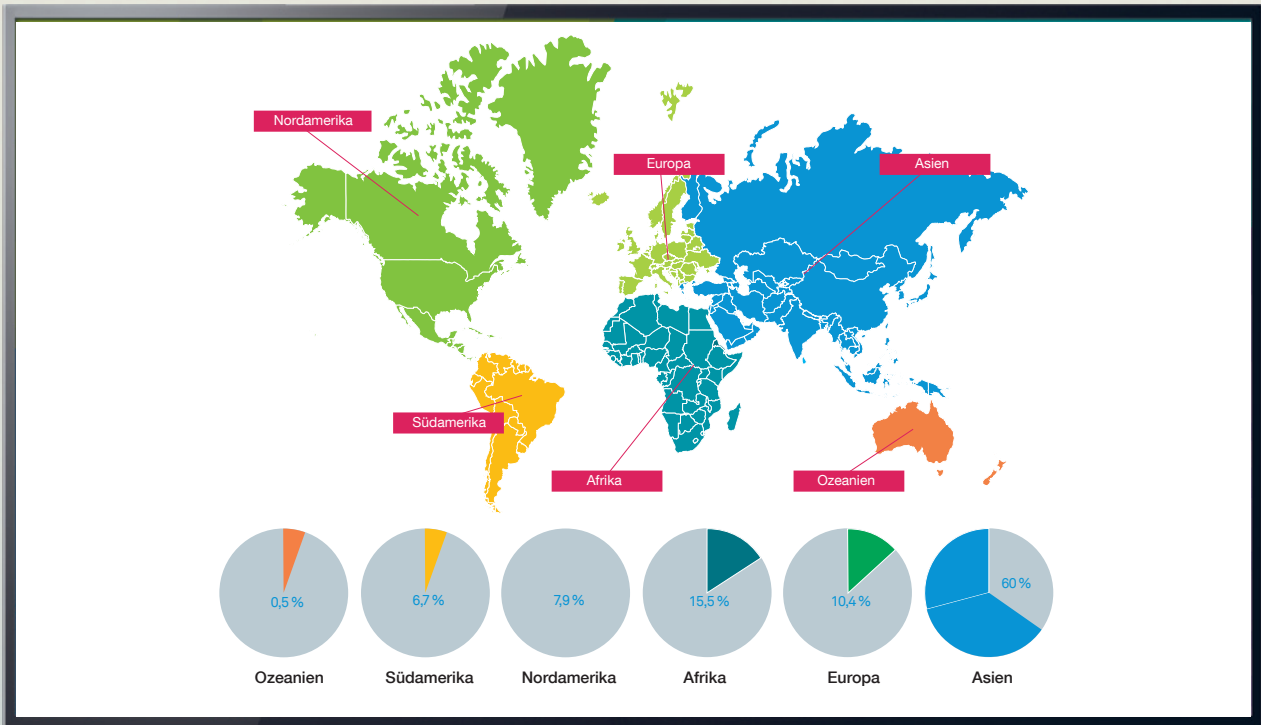 Nordamerika
Europa
Asien
Südamerika
Afrika
Ozeanien
0,5 %
6,7 %
7,9 %
15,5 %
10,4 %
60 %
Ozeanien
Südamerika
Nordamerika
Afrika
Europa
Asien